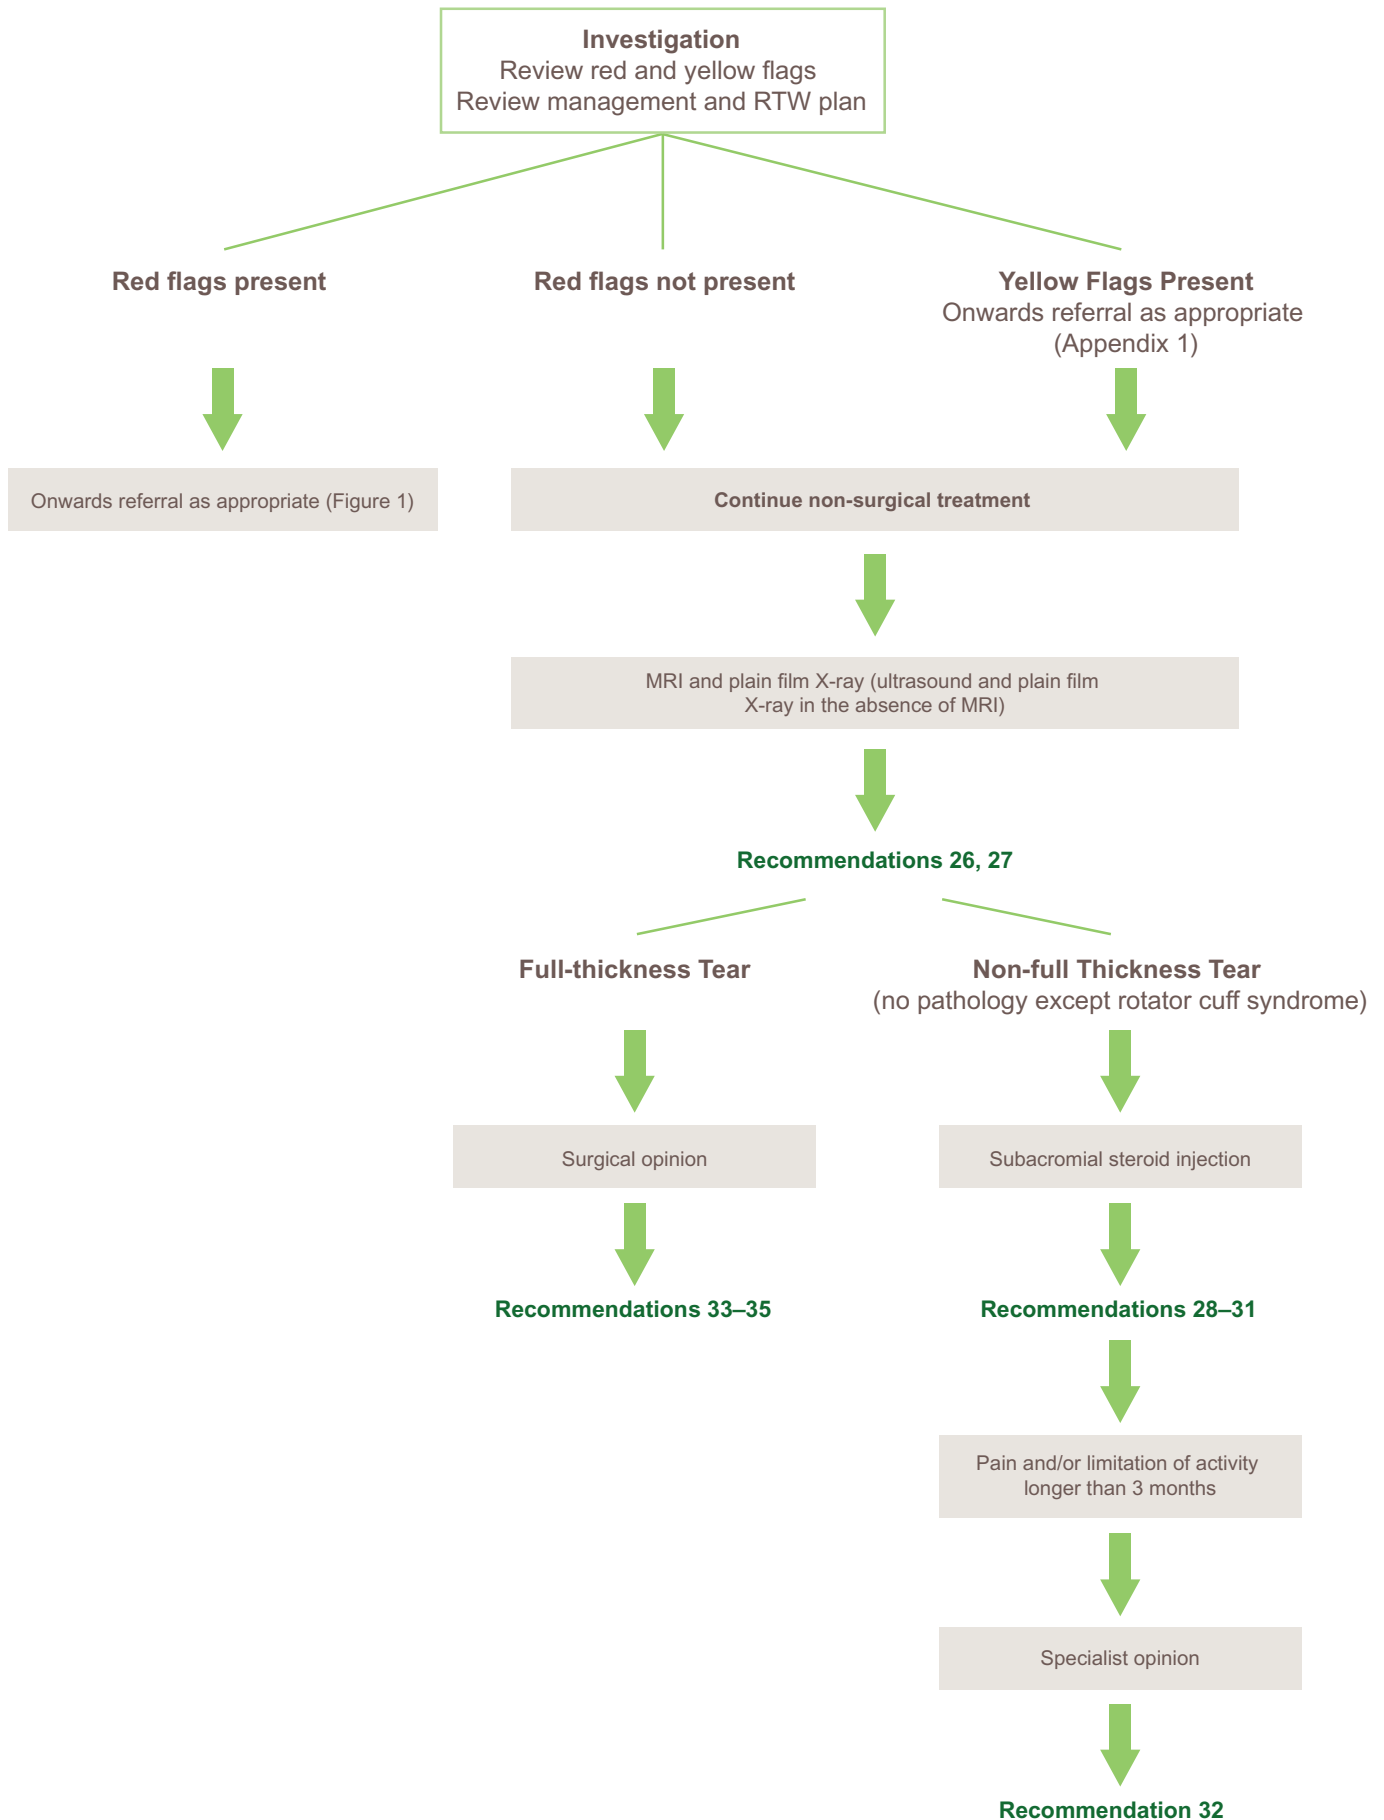 Investigation
Review red and yellow flags
Review management and RTW plan
Red flags present
Red flags not present
Yellow Flags Present
Onwards referral as appropriate
(Appendix 1)
Onwards referral as appropriate (Figure 1)
Continue non-surgical treatment
MRI and plain film X-ray (ultrasound and plain film
X-ray in the absence of MRI)
Recommendations 26, 27
Full-thickness Tear
Non-full Thickness Tear
(no pathology except rotator cuff syndrome)
Surgical opinion
Subacromial steroid injection
Recommendations 33–35
Recommendations 28–31
Pain and/or limitation of activity
longer than 3 months
Specialist opinion
Recommendation 32